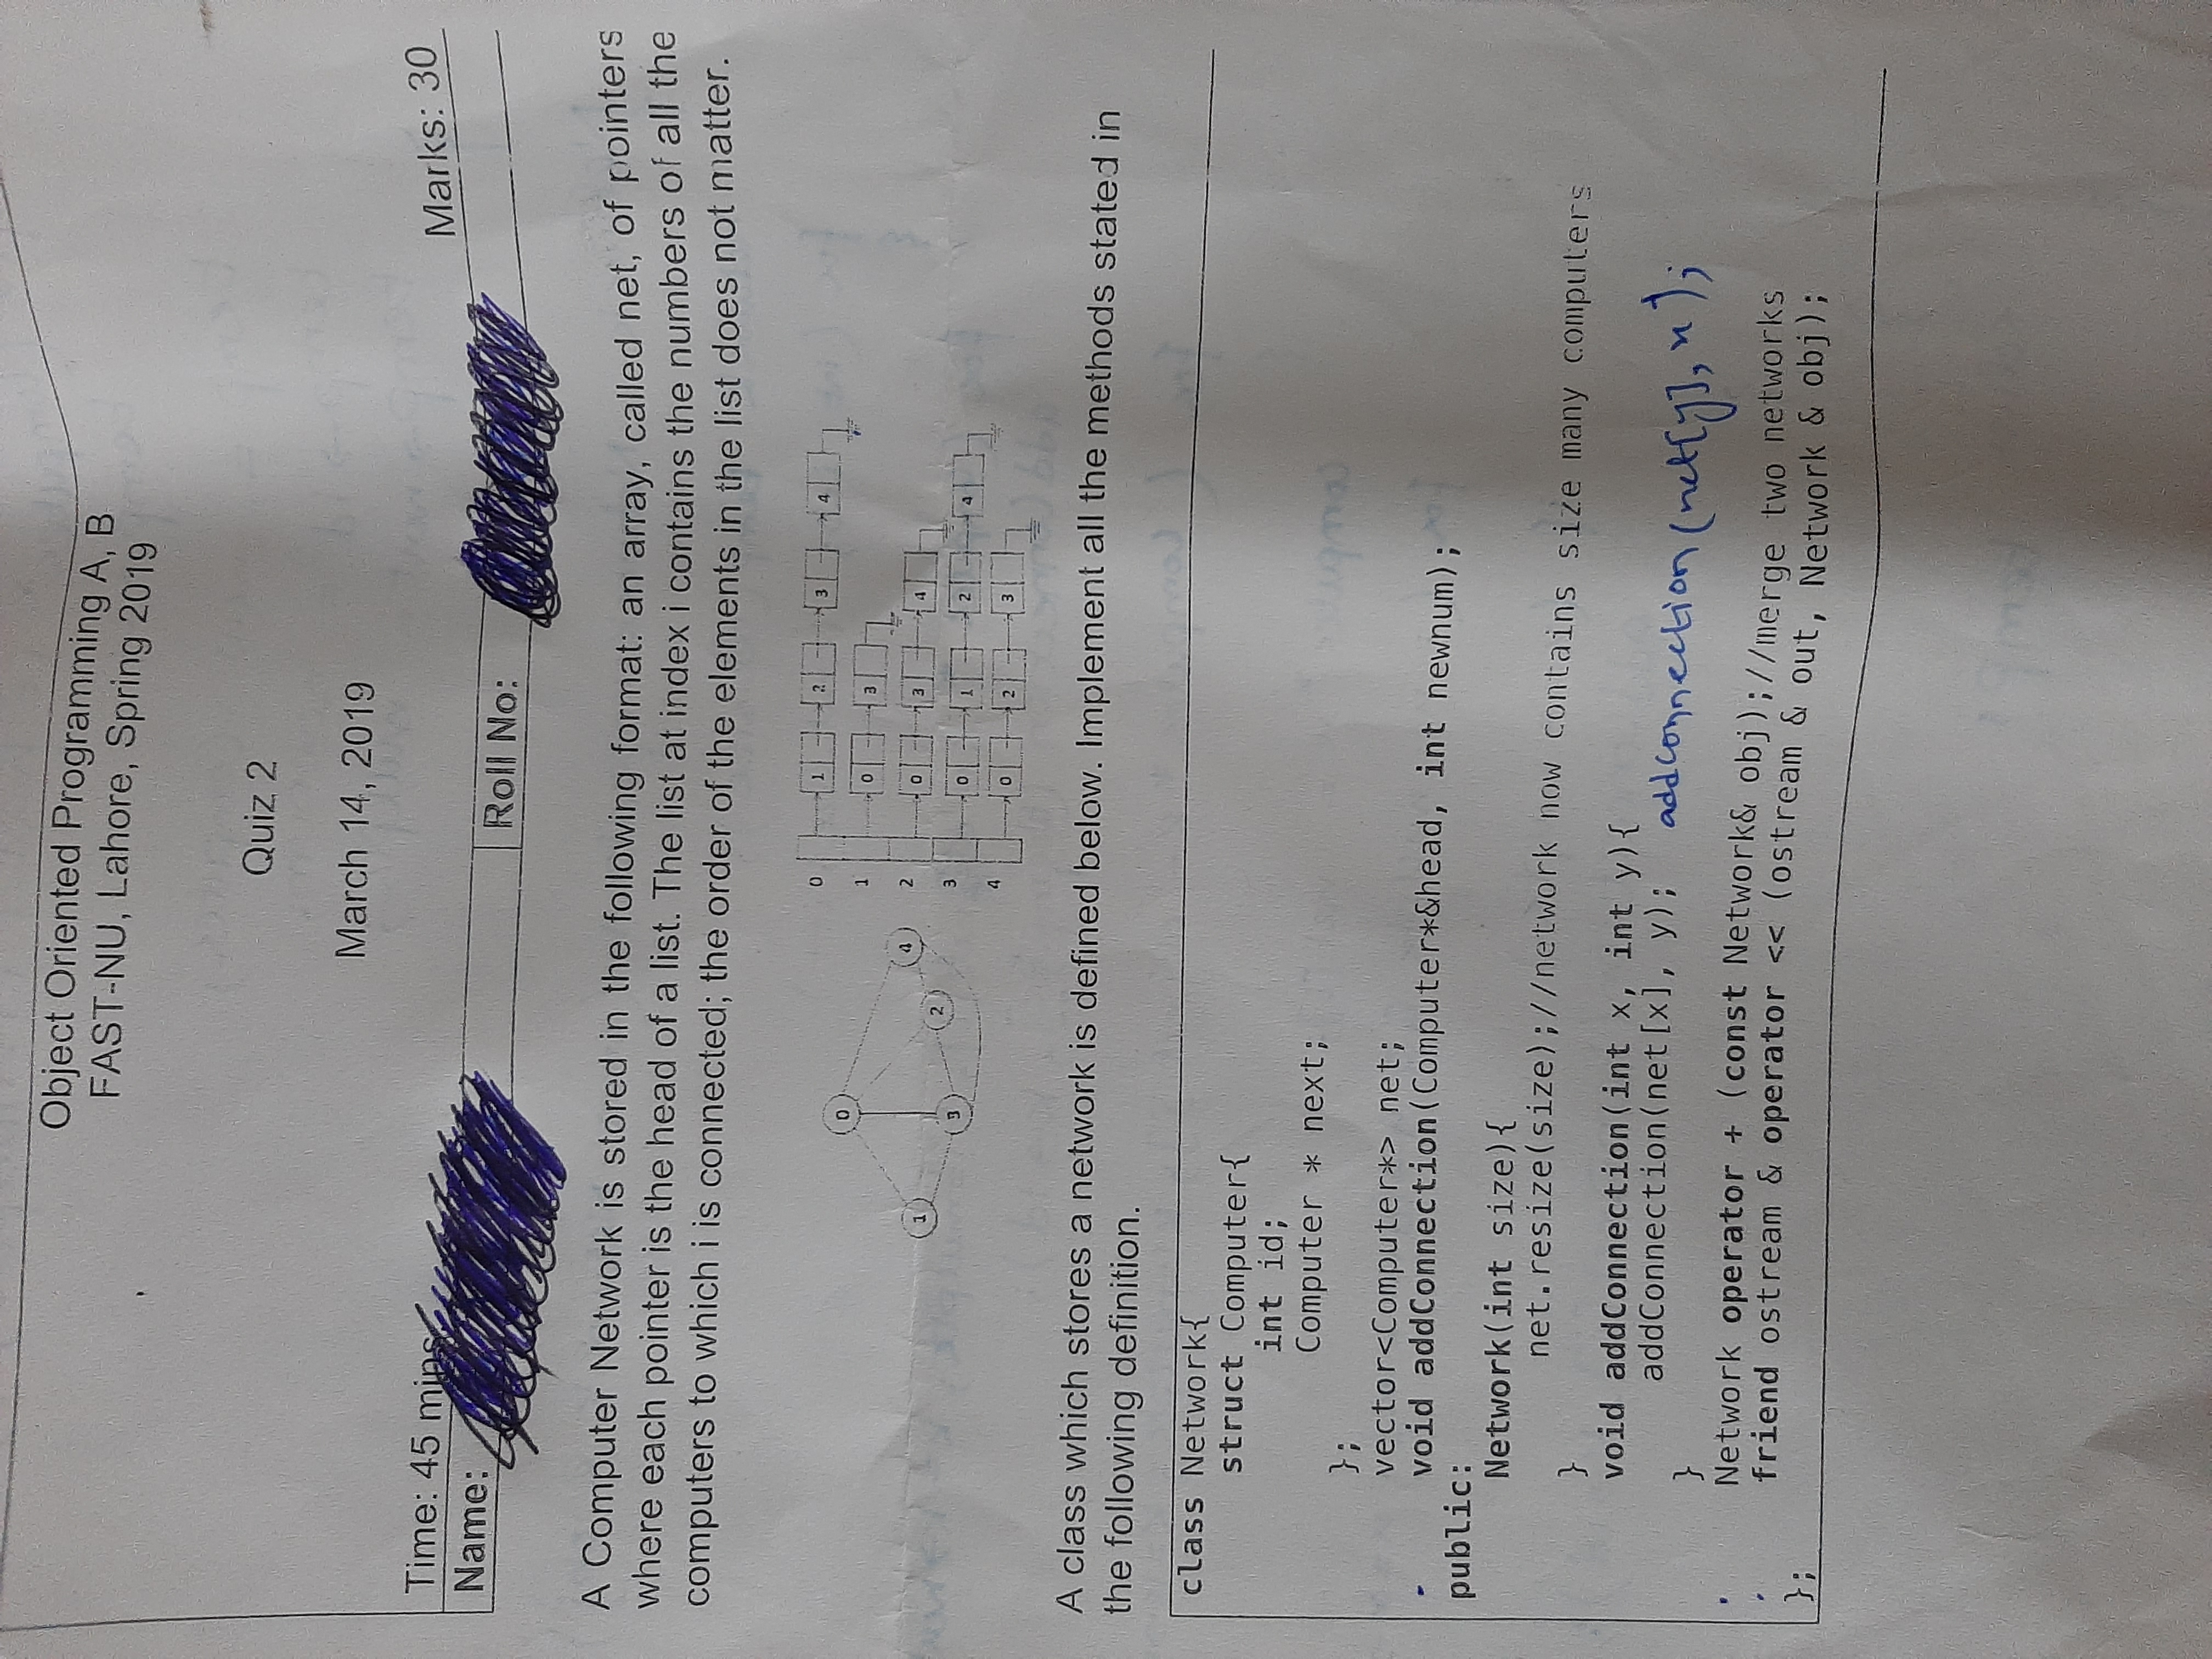 Object Oriented Programming A, B
FAST-NU, Lahore, Spring 2019
Quiz 2
March 14, 2019
Time: 45 mins
Marks: 30
Name:
Roll No:
A Computer Network is stored in the following format: an array, called net, of pointers
where each pointer is the head of a list. The list at index i contains the numbers of all the
computers to which i is connected; the order of the elements in the list does not matter.
0
1
2
4
3
0 1 2 3 4
1 0 3
2 0 3 4
3 0 1 2 4
4 0 2 3
A class which stores a network is defined below. Implement all the methods stated in
the following definition.
class Network{
struct Computer{
int id;
Computer * next;
};
vector<Computer*> net;
void addConnection(Computer*&head, int newnum);
public:
Network(int size){
net.resize(size);//network now contains size many computers
}
void addConnection(int x, int y){
addConnection(net[x], y); addconnection(net[y], x);
}
Network operator + (const Network& obj);//merge two networks
friend ostream & operator << (ostream & out, Network & obj);
};